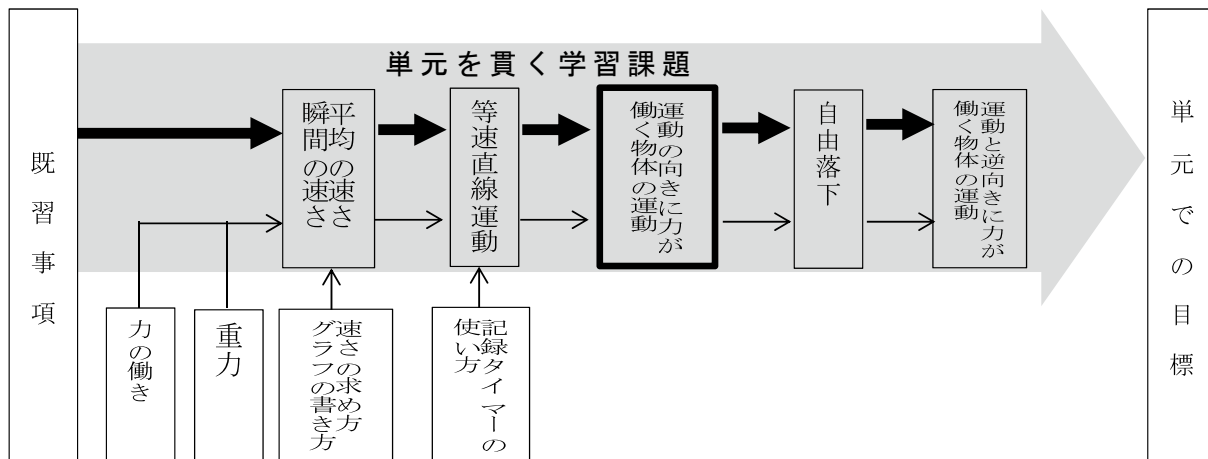 既習事項
単元を貫く学習課題
平均の速さ
瞬間の速さ
等速直線運動
運動の向きに力が
働く物体の運動
自由落下
運動と逆向きに力が
働く物体の運動
力の働き
重力
速さの求め方
グラフの書き方
記録タイマーの
使い方
単元での目標